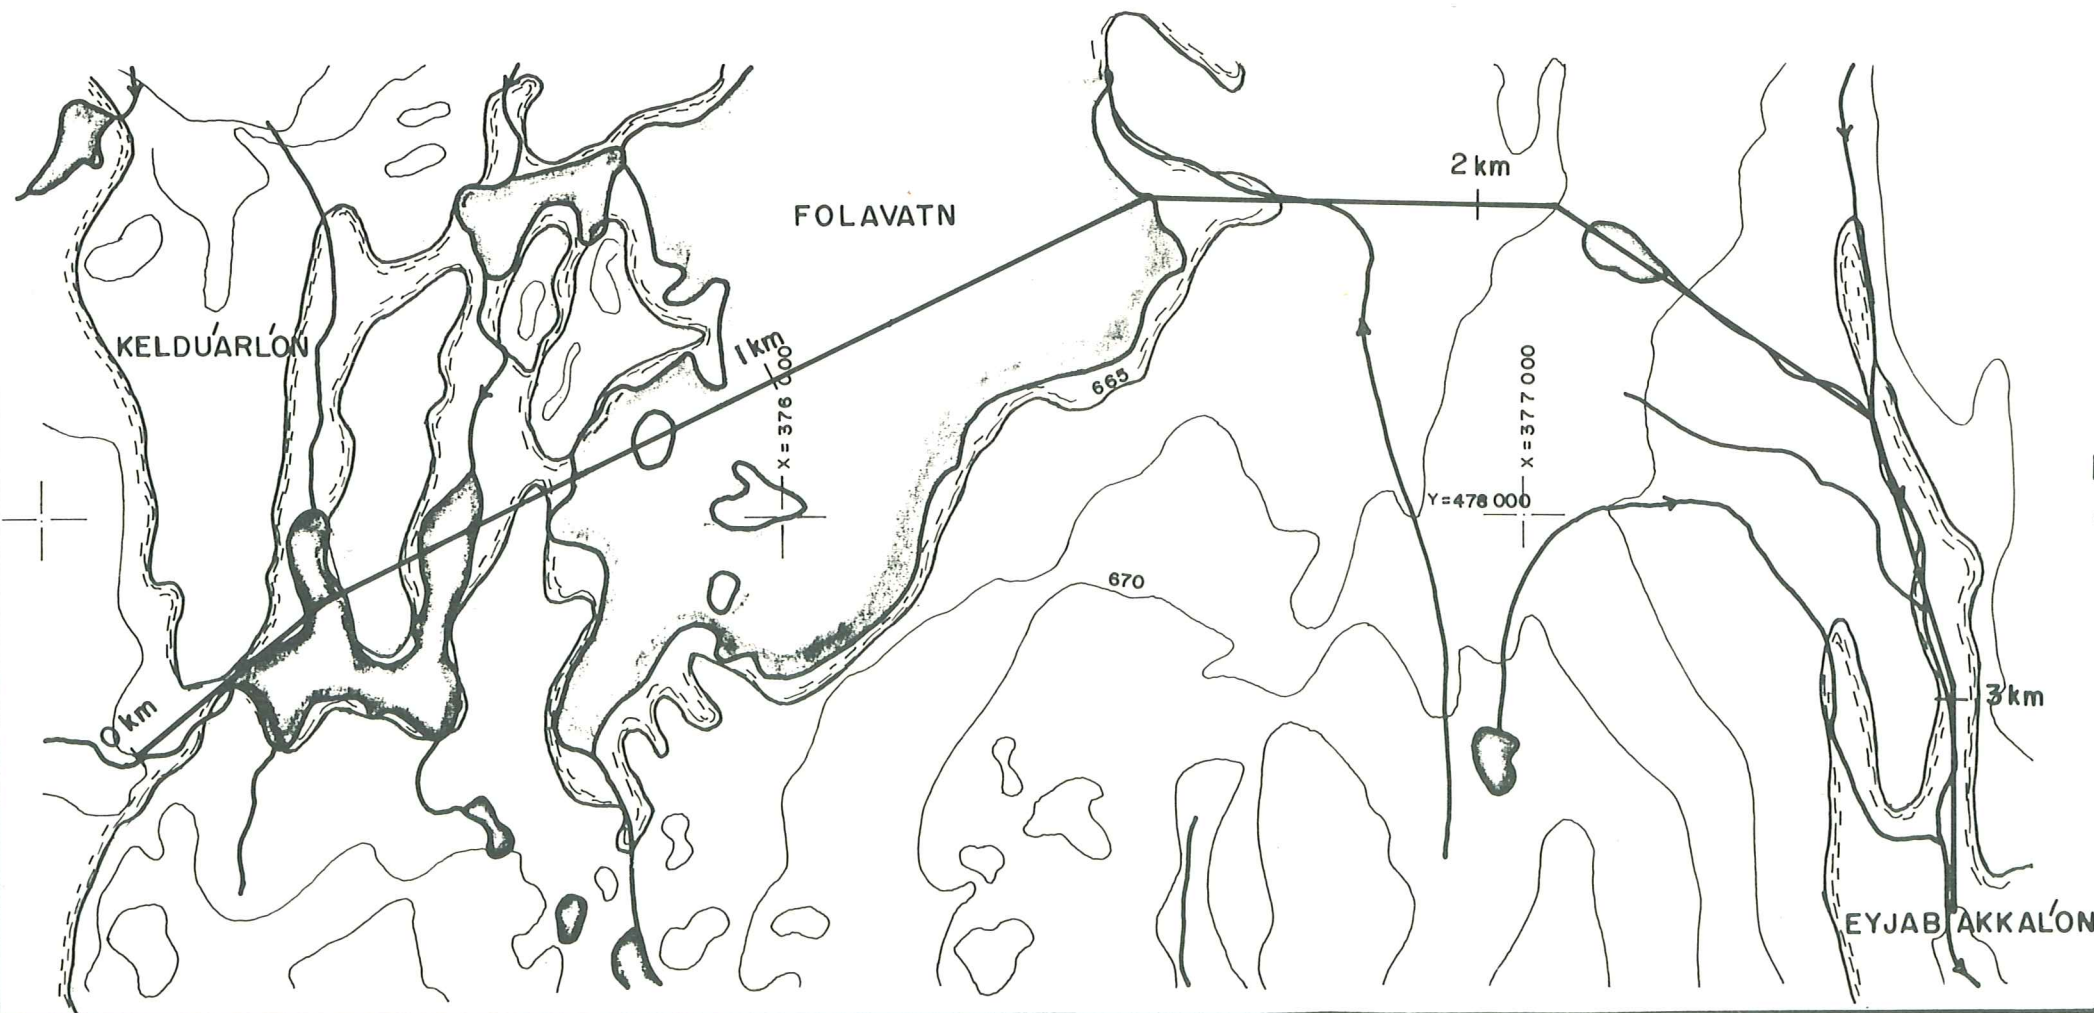 2 km
FOLAVATN
KELDUÁRLÓN
1 km
X = 376 000
X = 377 000
665
Y = 478 000
670
3 km
0 km
EYJABAKKALÓN